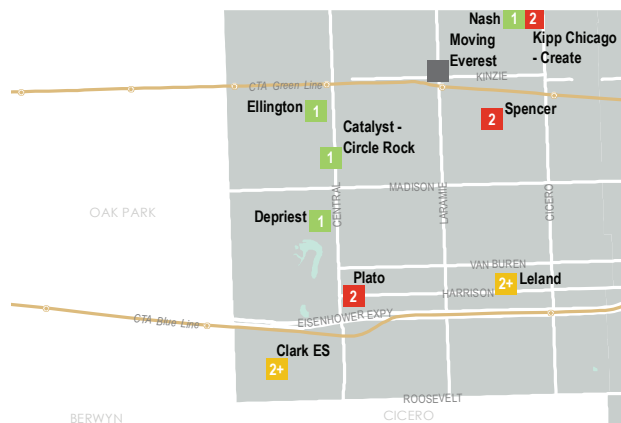 Nash
1
2
Kipp Chicago
- Create
Moving
Everest
KINZIE
CTA Green Line
Ellington
1
2
Spencer
Catalyst -
Circle Rock
1
MADISON
CENTRAL
LARAMIE
CICERO
OAK PARK
Depriest
1
VAN BUREN
Plato
2
2+
Leland
HARRISON
EISENHOWER EXPY
CTA Blue Line
Clark ES
2+
ROOSEVELT
BERWYN
CICERO